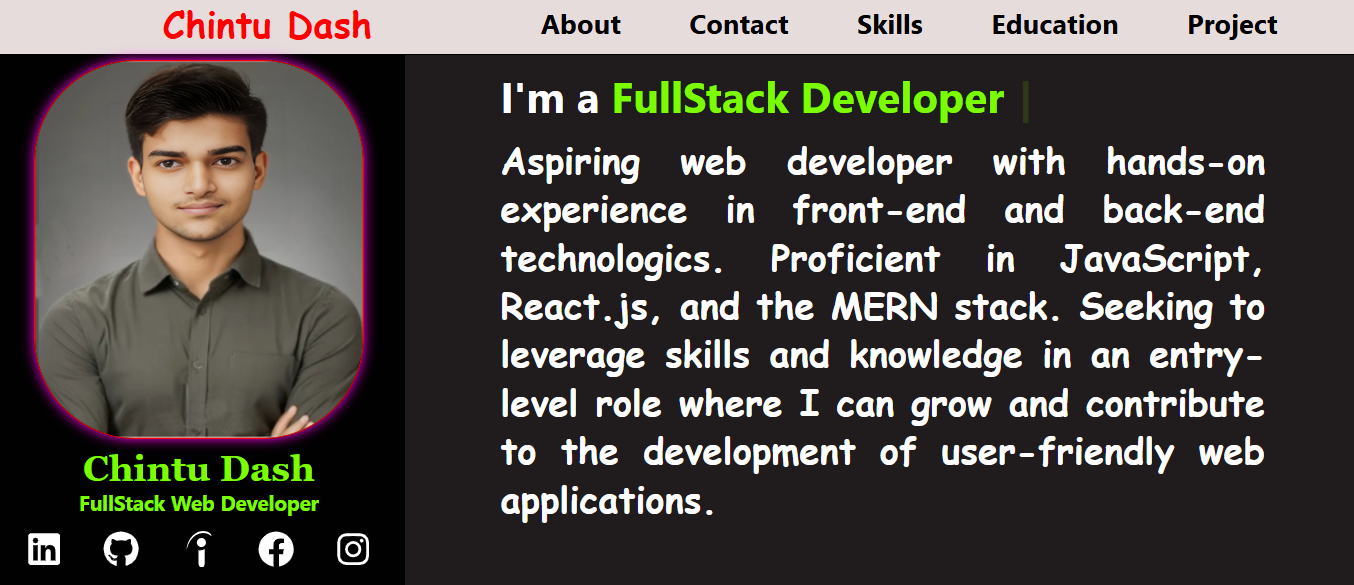 Chintu Dash
About Contact Skills Education Project
I'm a FullStack Developer |
Aspiring web developer with hands-on
experience in front-end and back-end
technologics. Proficient in JavaScript,
React.js, and the MERN stack. Seeking to
leverage skills and knowledge in an entry-
level role where I can grow and contribute
to the development of user-friendly web
applications.
Chintu Dash
FullStack Web Developer
in